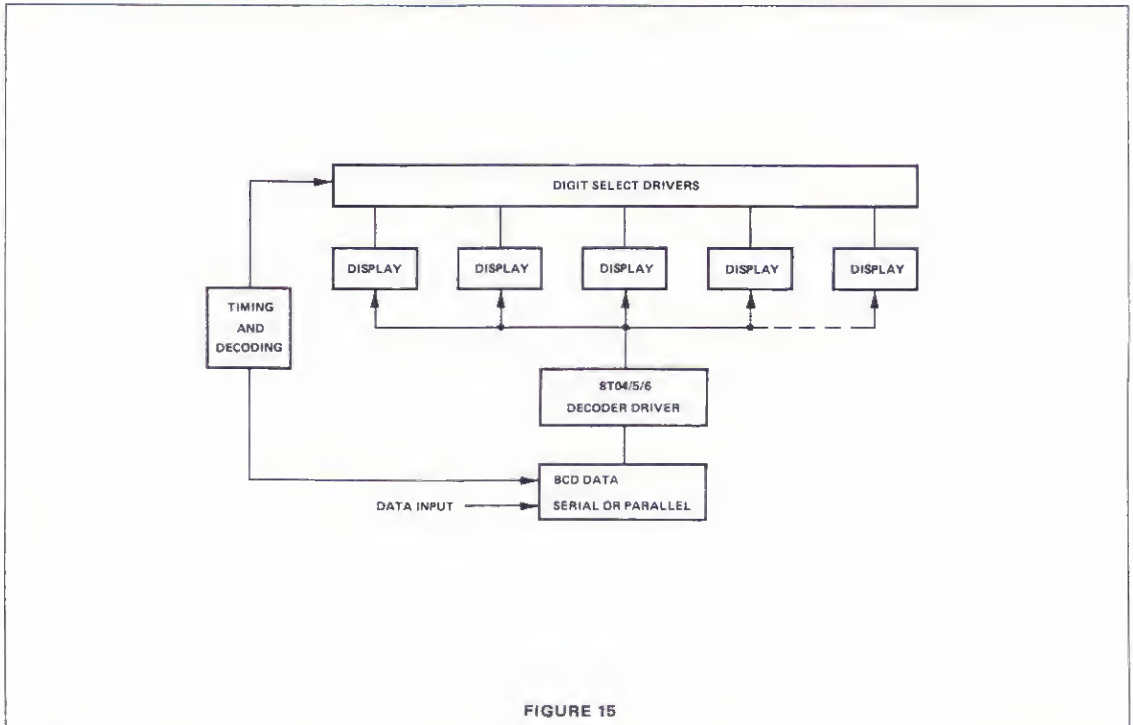 DIGIT SELECT DRIVERS
DISPLAY
DISPLAY
DISPLAY
DISPLAY
DISPLAY
TIMING
AND
DECODING
8T04/5/6
DECODER DRIVER
BCD DATA
DATA INPUT
SERIAL OR PARALLEL
FIGURE 15